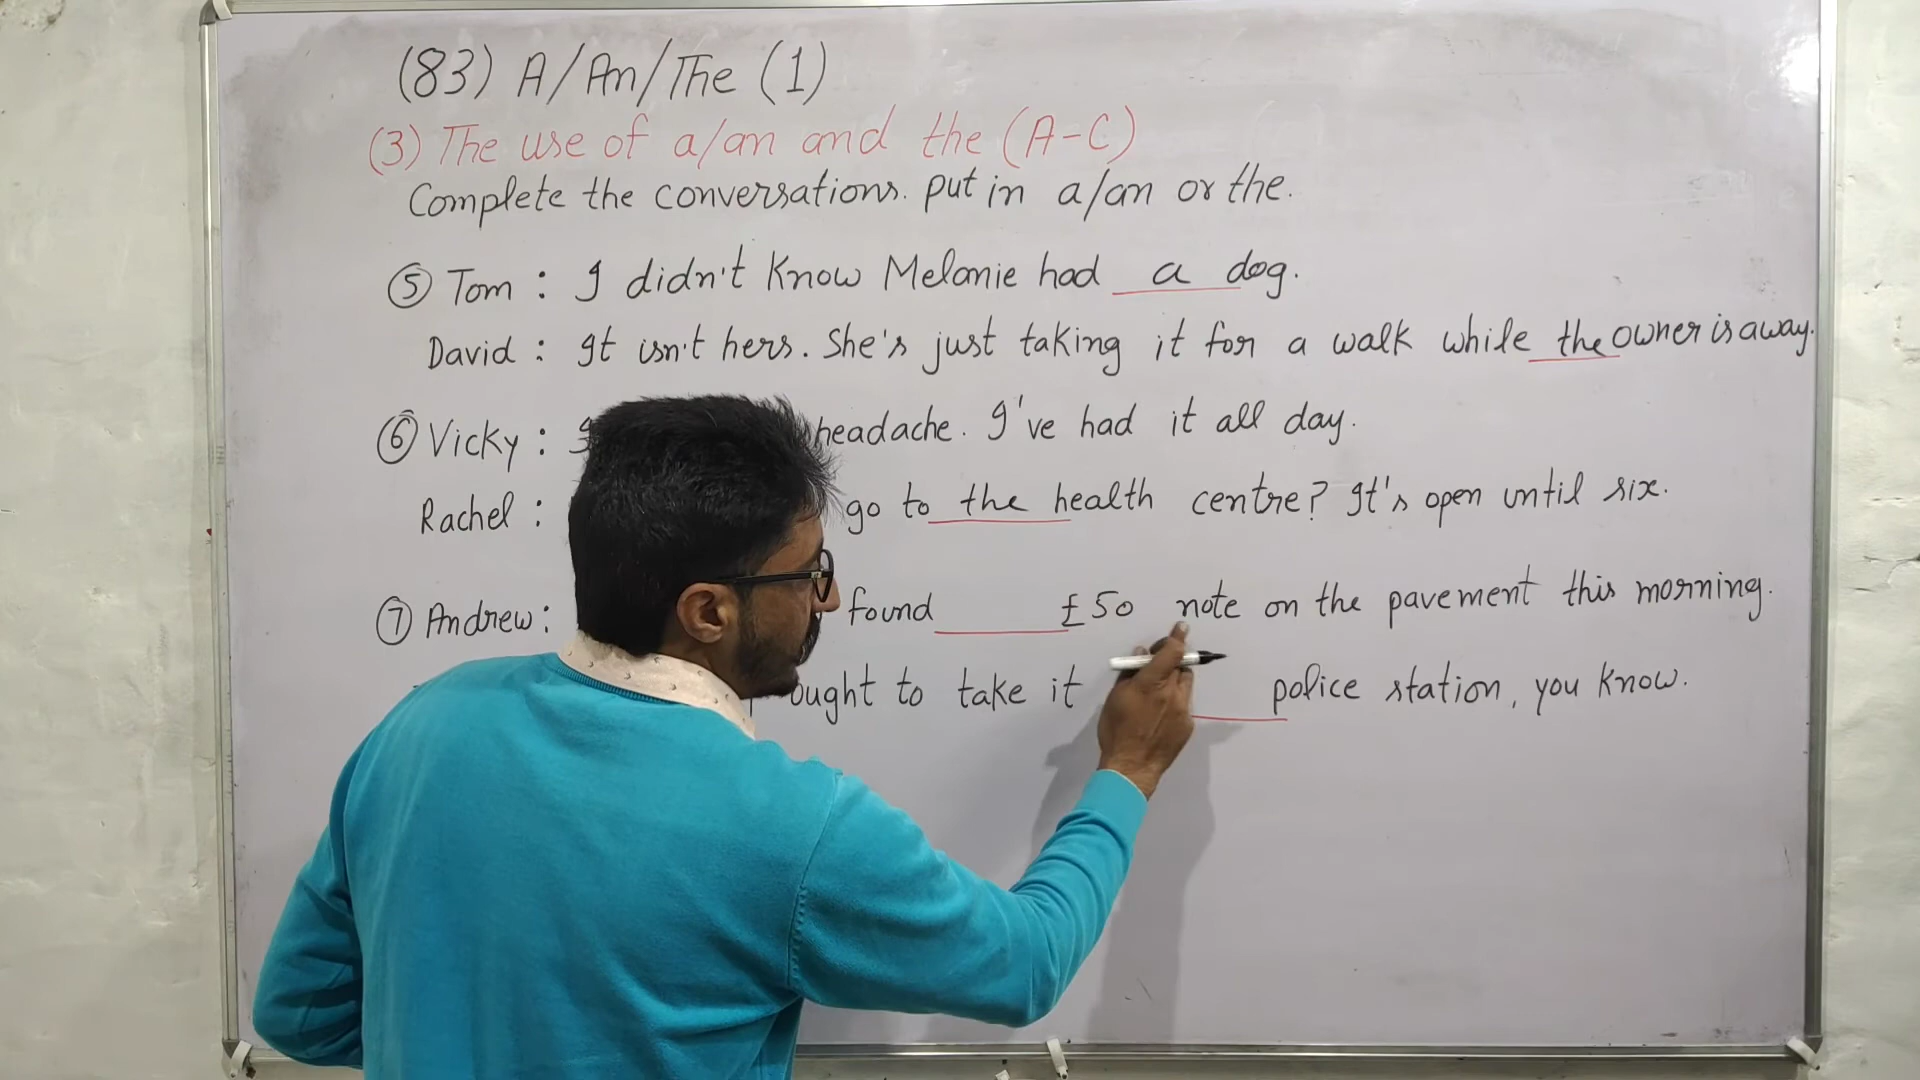 (83) A/An/The (1)
(3) The use of a/an and the (A-C)
Complete the conversations. put in a/an or the.
⑤ Tom : I didn't know Melanie had a dog.
David : It isn't hers. She's just taking it for a walk while the owner is away.
⑥ Vicky : headache. I've had it all day.
Rachel : go to the health centre? It's open until six.
⑦ Andrew : found ____ £50 note on the pavement this morning.
ought to take it ____ police station, you know.